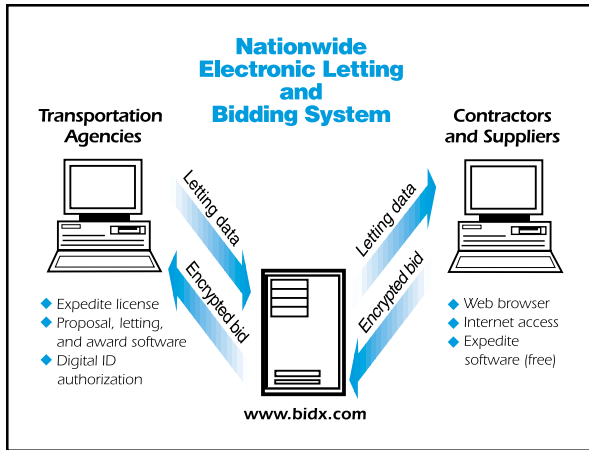 Nationwide
Electronic Letting
and
Bidding System
Transportation
Agencies
Contractors
and Suppliers
Letting data
Encrypted bid
Letting data
Encrypted bid
Expedite license
Proposal, letting,
and award software
Digital ID
authorization
Web browser
Internet access
Expedite
software (free)
www.bidx.com